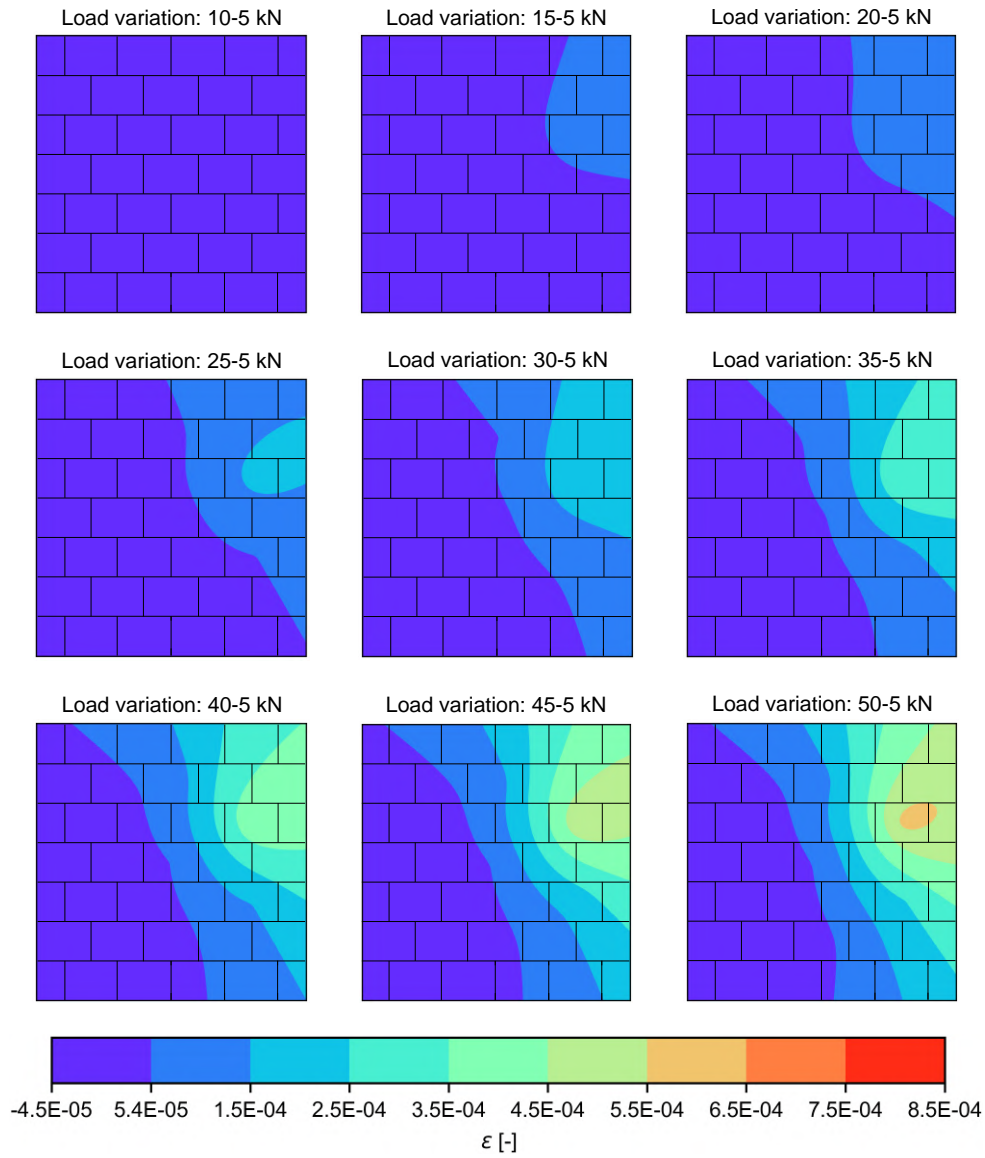 Load variation: 10-5 kN
Load variation: 15-5 kN
Load variation: 20-5 kN
Load variation: 25-5 kN
Load variation: 30-5 kN
Load variation: 35-5 kN
Load variation: 40-5 kN
Load variation: 45-5 kN
Load variation: 50-5 kN
-4.5E-05 5.4E-05 1.5E-04 2.5E-04 3.5E-04 4.5E-04 5.5E-04 6.5E-04 7.5E-04 8.5E-04
ε [-]